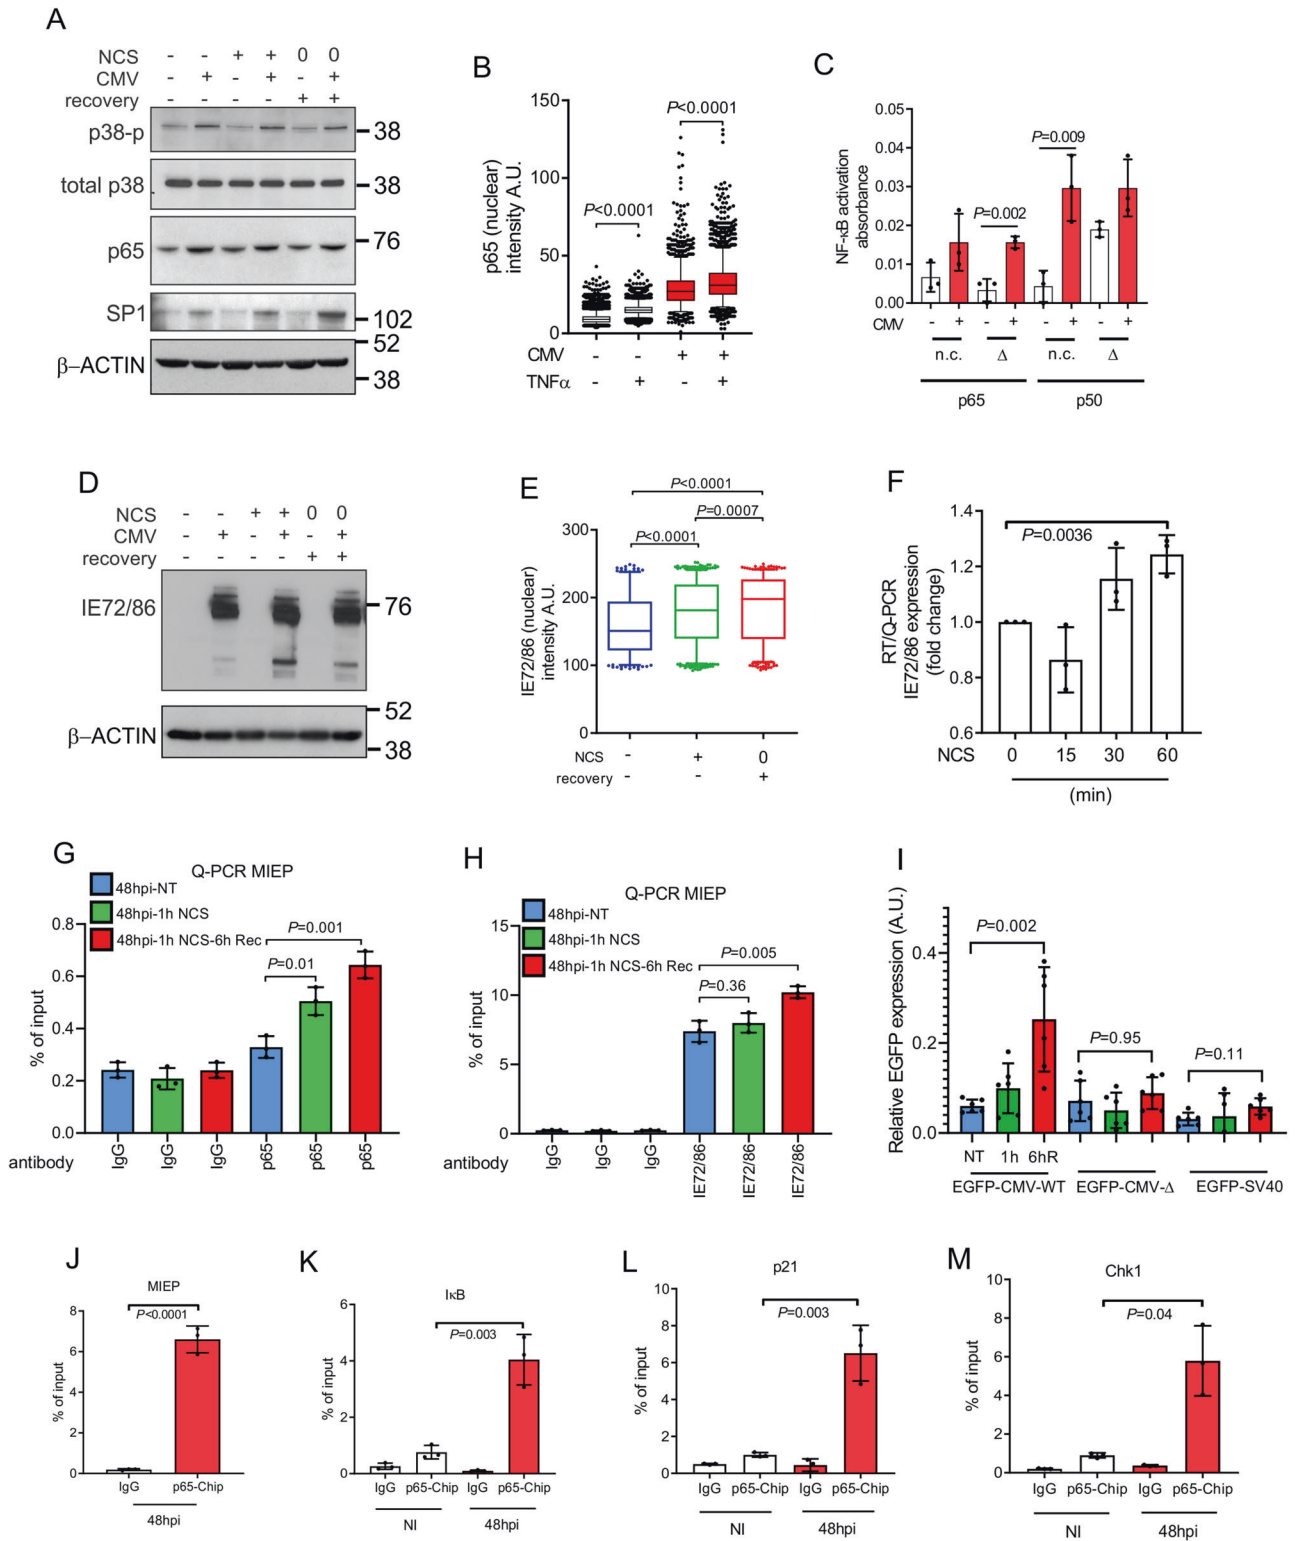 A
NCS - - + + 0 0
CMV - + - + - +
recovery - - - - + +
p38-p 38
total p38 38
p65 76
SP1 102
β–ACTIN 52
38
B
p65 (nuclear)
intensity A.U.
150
100
50
0
P<0.0001
P<0.0001
CMV - - + +
TNFα - + - +
C
NF-κB activation
absorbance
0.05
0.04
0.03
0.02
0.01
0.00
P=0.002
P=0.009
CMV - + - + - + - +
n.c. Δ n.c. Δ
p65 p50
D
NCS - - + + 0 0
CMV - + - + - +
recovery - - - - + +
IE72/86 76
β–ACTIN 52
38
E
IE72/86 (nuclear)
intensity A.U.
300
200
100
0
P<0.0001
P=0.0007
P<0.0001
NCS - + 0
recovery - - +
F
RT/Q-PCR
IE72/86 expression
(fold change)
1.4
1.2
1.0
0.8
0.6
P=0.0036
NCS 0 15 30 60
(min)
G
Q-PCR MIEP
48hpi-NT
48hpi-1h NCS
48hpi-1h NCS-6h Rec
% of input
0.8
0.6
0.4
0.2
0.0
P=0.001
P=0.01
antibody IgG IgG IgG p65 p65 p65
H
Q-PCR MIEP
48hpi-NT
48hpi-1h NCS
48hpi-1h NCS-6h Rec
% of input
15
10
5
0
P=0.005
P=0.36
antibody IgG IgG IgG IE72/86 IE72/86 IE72/86
I
Relative EGFP expression (A.U.)
0.4
0.2
0.0
P=0.002
P=0.95
P=0.11
NT 1h 6hR
EGFP-CMV-WT EGFP-CMV-Δ EGFP-SV40
J
MIEP
% of input
8
6
4
2
0
P<0.0001
IgG p65-Chip
48hpi
K
IκB
% of input
6
4
2
0
P=0.003
IgG p65-Chip IgG p65-Chip
NI 48hpi
L
p21
% of input
10
8
6
4
2
0
P=0.003
IgG p65-Chip IgG p65-Chip
NI 48hpi
M
Chk1
% of input
10
8
6
4
2
0
P=0.04
IgG p65-Chip IgG p65-Chip
NI 48hpi